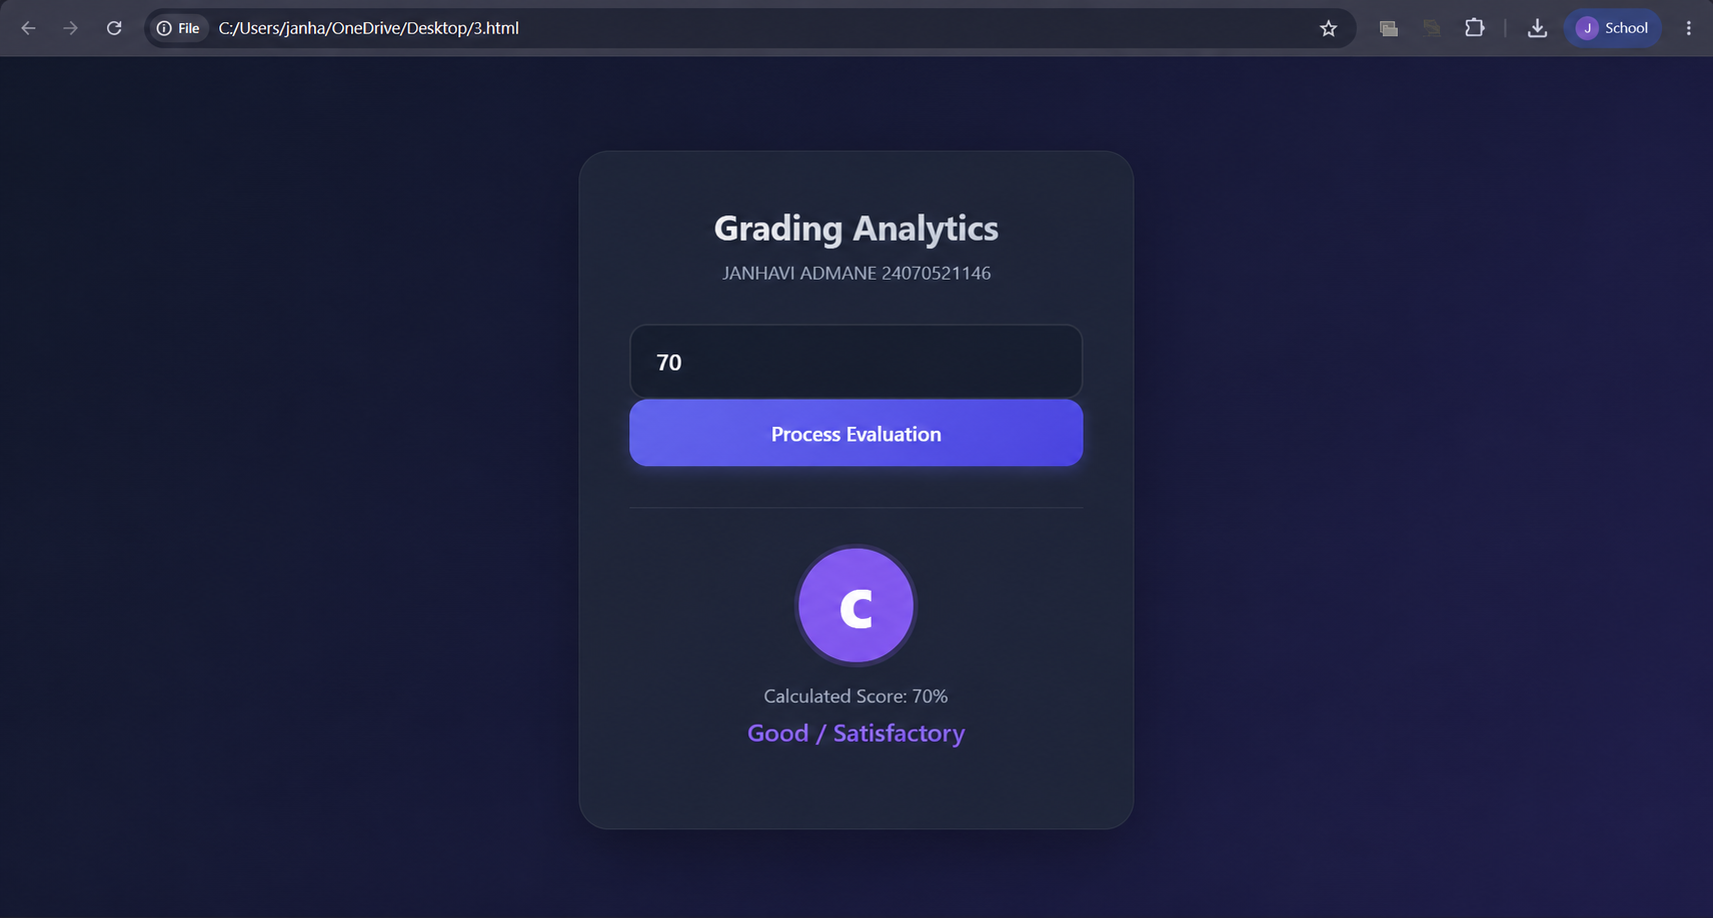 File C:/Users/janha/OneDrive/Desktop/3.html
J School
Grading Analytics
JANHAVI ADMANE 24070521146
70
Process Evaluation
C
Calculated Score: 70%
Good / Satisfactory